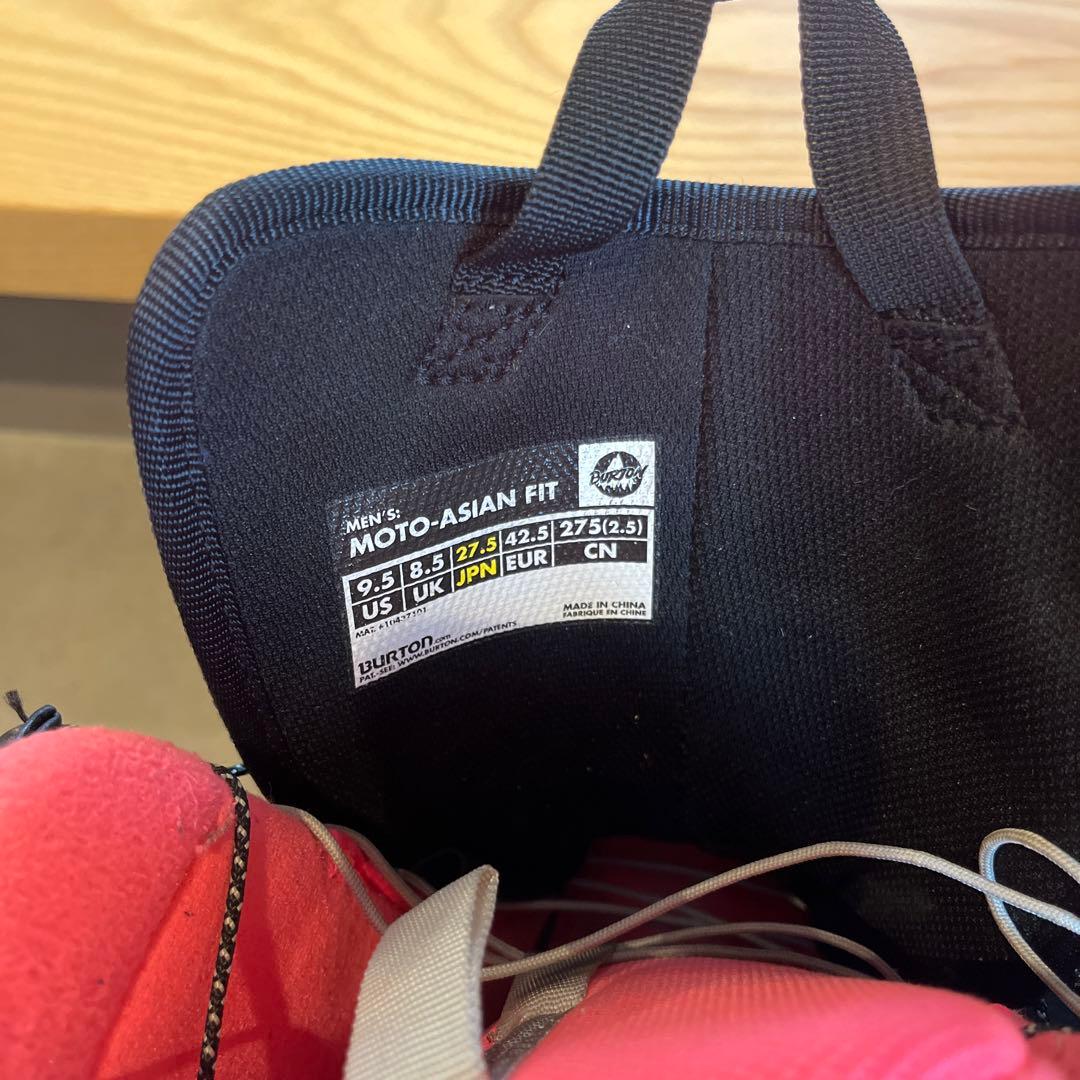 BURTON
MEN'S:
MOTO-ASIAN FIT
9.5 8.5 27.5 42.5 275(2.5)
US UK JPN EUR CN
MADE IN CHINA
FABRIQUE EN CHINE
BURTON.com
PAT.-SEE: WWW.BURTON.COM/PATENTS